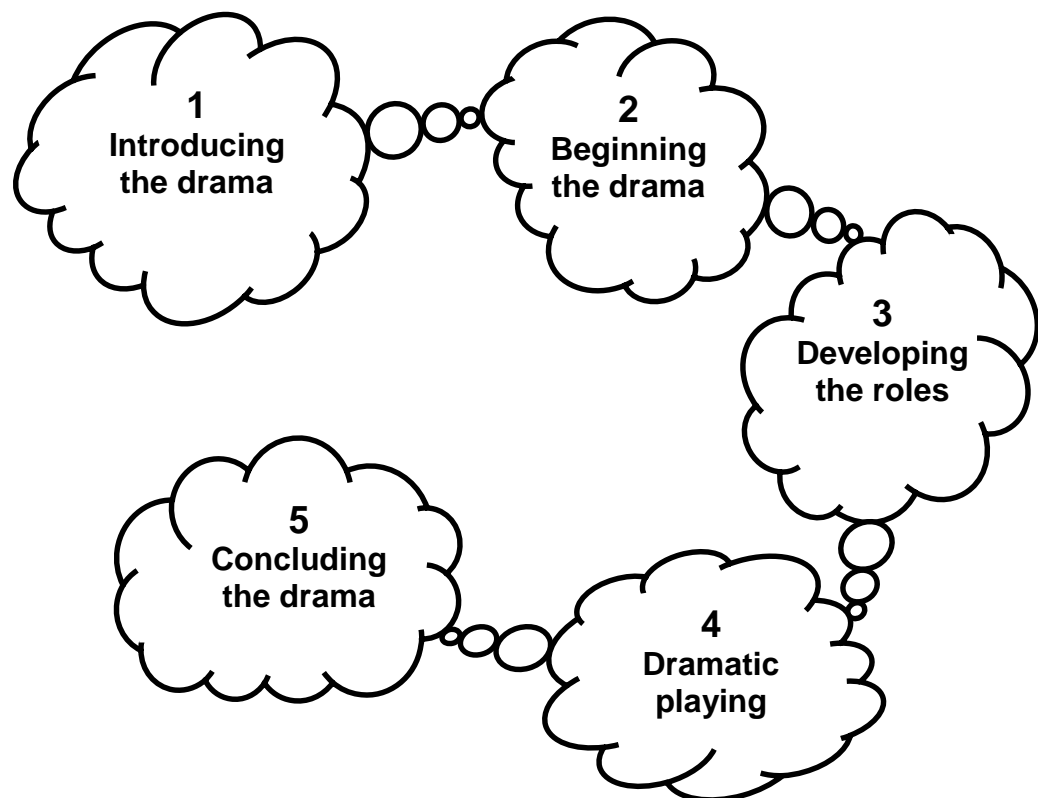 1
Introducing
the drama
2
Beginning
the drama
3
Developing
the roles
4
Dramatic
playing
5
Concluding
the drama